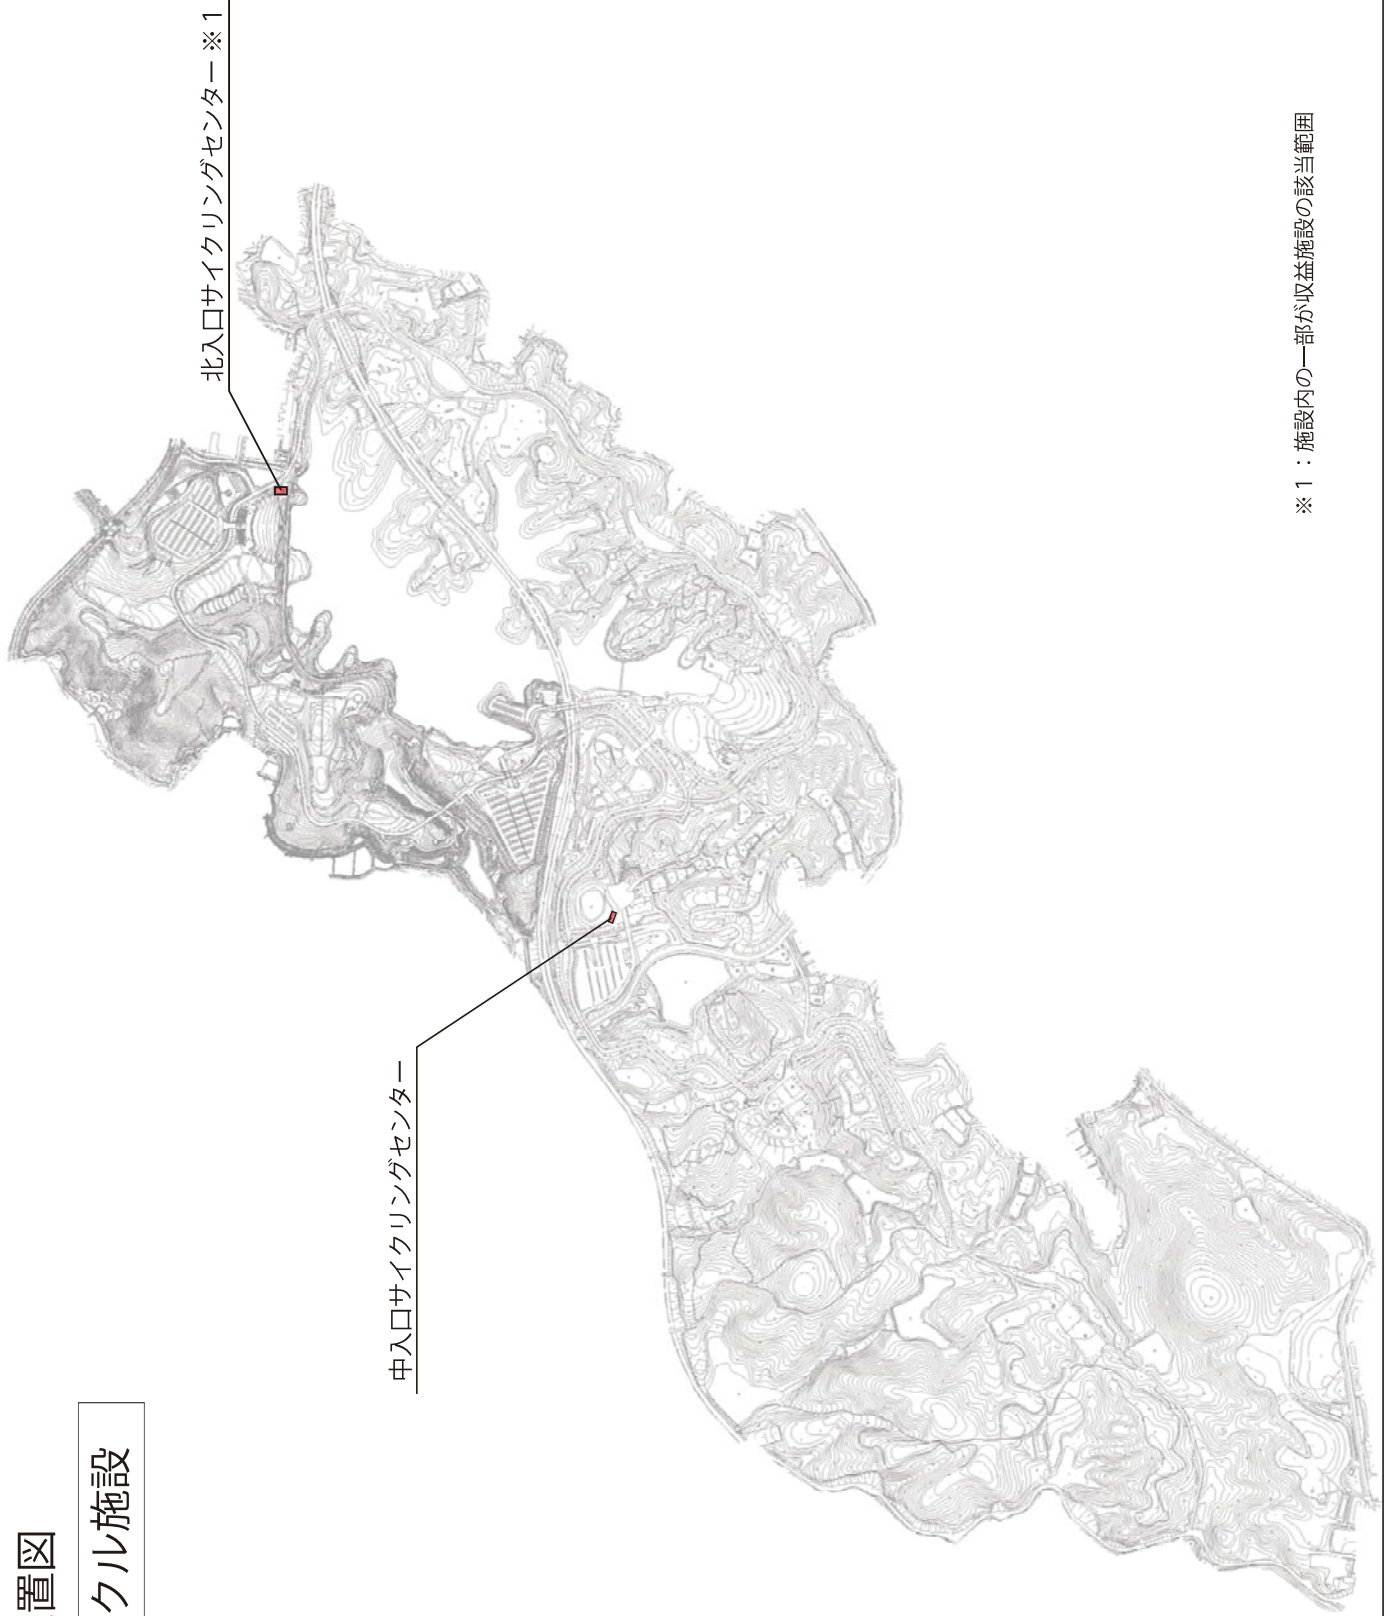 置図
クル施設
北入口サイクリングセンター ※1
中入口サイクリングセンター
※1：施設内の一部が収益施設の該当範囲